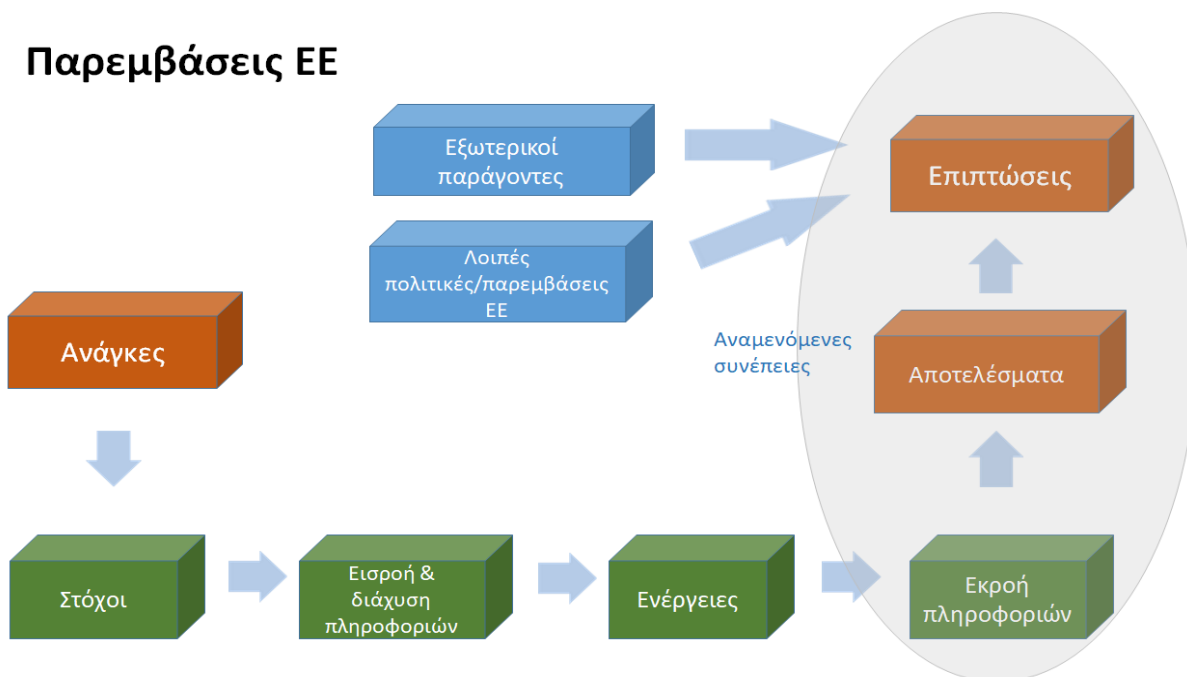 Παρεμβάσεις ΕΕ
Εξωτερικοί
παράγοντες
Επιπτώσεις
Λοιπές
πολιτικές/παρεμβάσεις
ΕΕ
Ανάγκες
Αναμενόμενες
συνέπειες
Αποτελέσματα
Στόχοι
Εισροή &
διάχυση
πληροφοριών
Ενέργειες
Εκροή
πληροφοριών